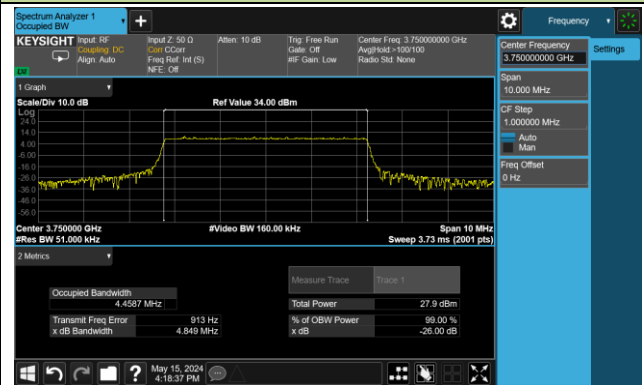 Spectrum Analyzer 1
Occupied BW
Frequency
KEYSIGHT
Input: RF
Coupling: DC
Align: Auto
Input Z: 50 Ω
Corr CCorr
Freq Ref: Int (S)
NFE: Off
Atten: 10 dB
Trig: Free Run
Gate: Off
#IF Gain: Low
Center Freq: 3.750000000 GHz
Avg|Hold:>100/100
Radio Std: None
Center Frequency
3.750000000 GHz
Settings
Span
10.000 MHz
CF Step
1.000000 MHz
Auto
Man
Freq Offset
0 Hz
1 Graph
Scale/Div 10.0 dB
Ref Value 34.00 dBm
Log
24.0
14.0
4.00
-6.00
-16.0
-26.0
-36.0
-46.0
-56.0
Center 3.750000 GHz
#Video BW 160.00 kHz
Span 10 MHz
#Res BW 51.000 kHz
Sweep 3.73 ms (2001 pts)
2 Metrics
Measure Trace
Trace 1
Occupied Bandwidth
4.4587 MHz
Total Power
27.9 dBm
Transmit Freq Error
913 Hz
% of OBW Power
99.00 %
x dB Bandwidth
4.849 MHz
x dB
-26.00 dB
May 15, 2024
4:18:37 PM